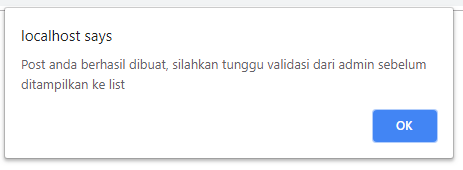 localhost says
Post anda berhasil dibuat, silahkan tunggu validasi dari admin sebelum
ditampilkan ke list
OK